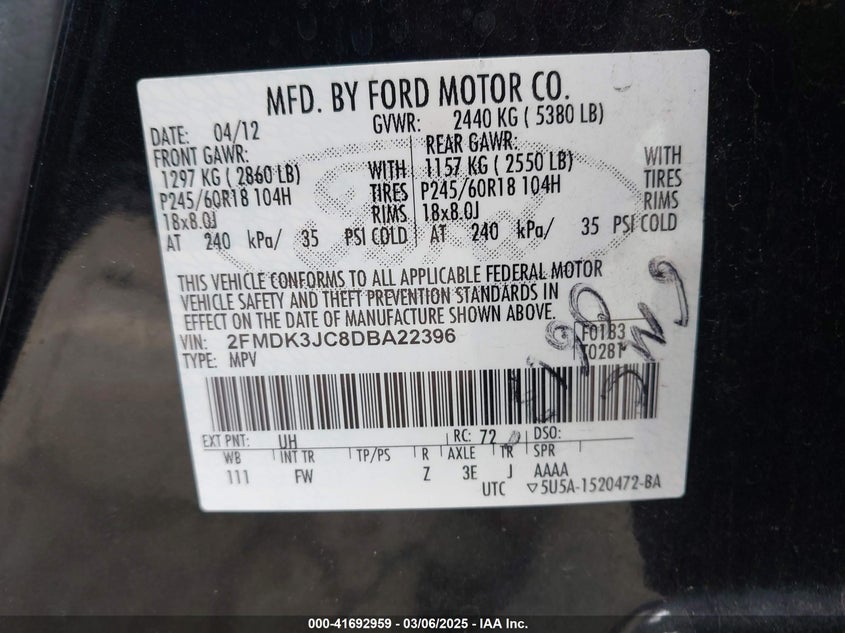 MFD. BY FORD MOTOR CO.
DATE: 04/12 GVWR: 2440 KG ( 5380 LB)
FRONT GAWR: REAR GAWR:
1297 KG ( 2860 LB) WITH 1157 KG ( 2550 LB) WITH
P245/60R18 104H TIRES P245/60R18 104H TIRES
18x8.0J RIMS 18x8.0J RIMS
AT 240 kPa/ 35 PSI COLD AT 240 kPa/ 35 PSI COLD
THIS VEHICLE CONFORMS TO ALL APPLICABLE FEDERAL MOTOR
VEHICLE SAFETY AND THEFT PREVENTION STANDARDS IN
EFFECT ON THE DATE OF MANUFACTURE SHOWN ABOVE.
VIN: 2FMDK3JC8DBA22396 F0183
TYPE: MPV T0281
EXT PNT: UH RC: 72 DSO:
WB INT TR TP/PS R AXLE TR SPR
111 FW Z 3E J AAAA
UTC ▽5U5A-1520472-BA
000-41692959 - 03/06/2025 - IAA Inc.